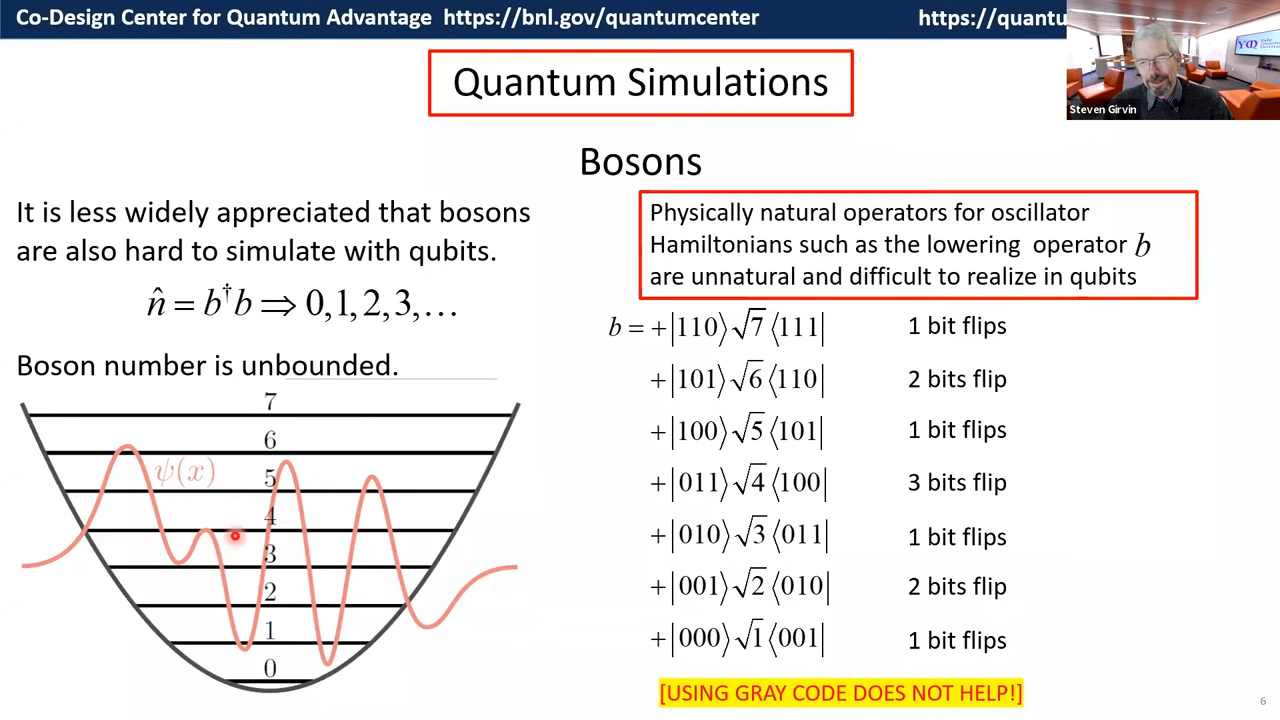 Co-Design Center for Quantum Advantage https://bnl.gov/quantumcenter
https://quantu
Steven Girvin
Quantum Simulations
Bosons
It is less widely appreciated that bosons
are also hard to simulate with qubits.
n̂ = b†b ⇒ 0,1,2,3,…
Boson number is unbounded.
7
6
ψ(x)
5
4
3
2
1
0
Physically natural operators for oscillator
Hamiltonians such as the lowering operator b
are unnatural and difficult to realize in qubits
b = +|110⟩√7⟨111| 1 bit flips
+|101⟩√6⟨110| 2 bits flip
+|100⟩√5⟨101| 1 bit flips
+|011⟩√4⟨100| 3 bits flip
+|010⟩√3⟨011| 1 bit flips
+|001⟩√2⟨010| 2 bits flip
+|000⟩√1⟨001| 1 bit flips
[USING GRAY CODE DOES NOT HELP!]
6